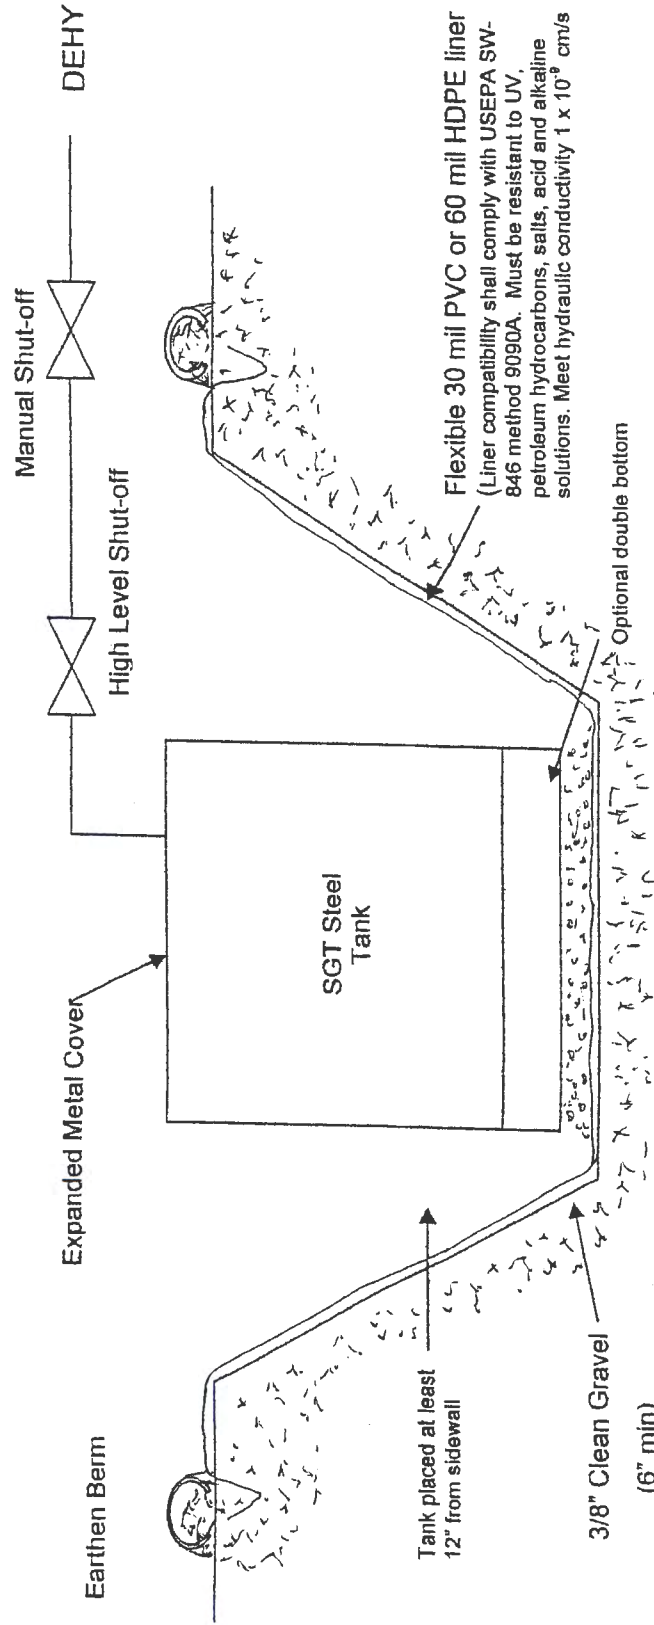 Manual Shut-off
DEHY
High Level Shut-off
Expanded Metal Cover
Earthen Berm
SGT Steel
Tank
Flexible 30 mil PVC or 60 mil HDPE liner
(Liner compatibility shall comply with USEPA SW-
846 method 9090A. Must be resistant to UV,
petroleum hydrocarbons, salts, acid and alkaline
solutions. Meet hydraulic conductivity 1 x 10⁻⁹ cm/s
Tank placed at least
12" from sidewall
Optional double bottom
3/8" Clean Gravel
(6" min)